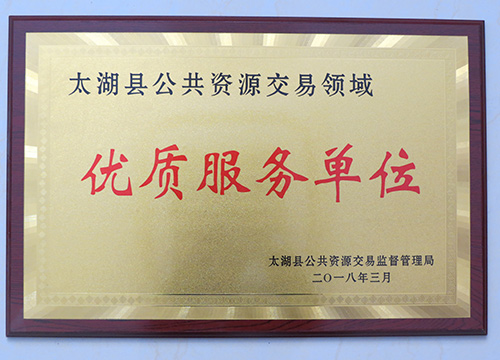 太湖县公共资源交易领域
优质服务单位
太湖县公共资源交易监督管理局
二〇一八年三月